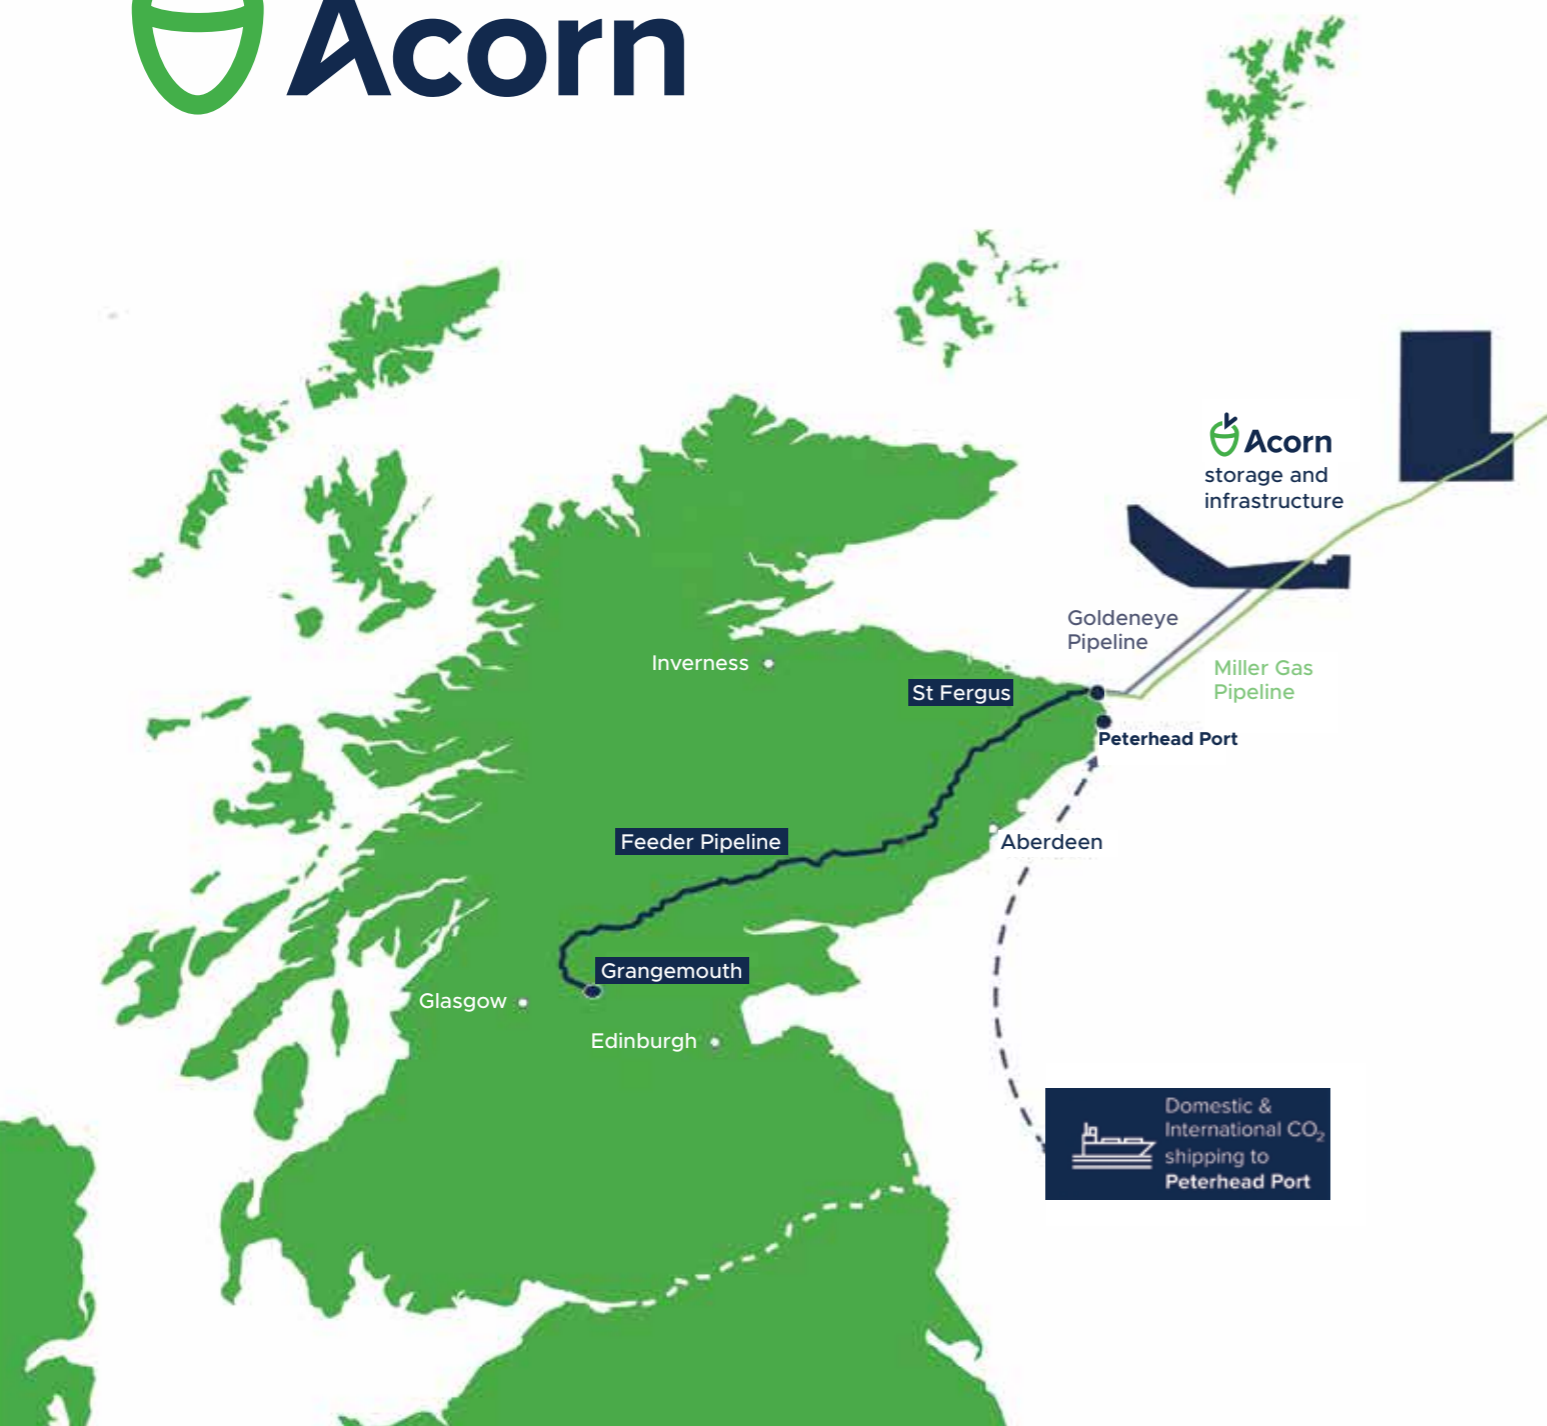 Acorn
Acorn
storage and
infrastructure
Goldeneye
Pipeline
Inverness
Miller Gas
Pipeline
St Fergus
Peterhead Port
Feeder Pipeline
Aberdeen
Grangemouth
Glasgow
Edinburgh
Domestic &
International CO₂
shipping to
Peterhead Port